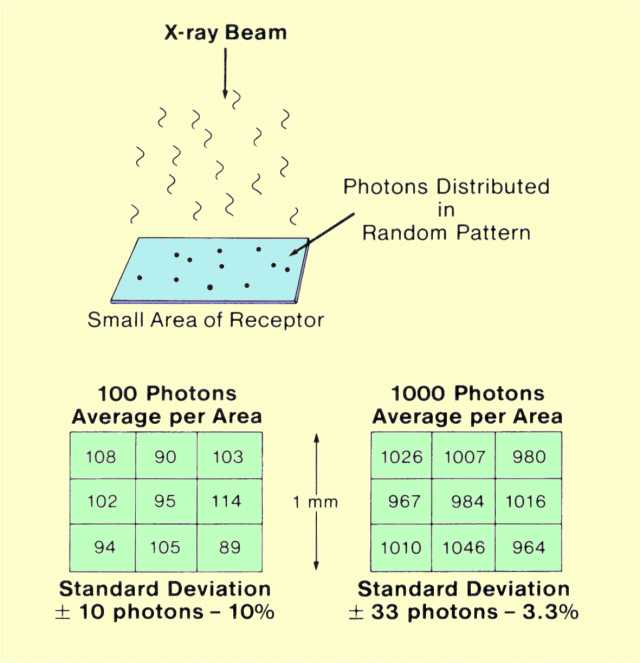 X-ray Beam
Photons Distributed
in
Random Pattern
Small Area of Receptor
100 Photons
Average per Area
108 90 103
102 95 114
94 105 89
Standard Deviation
± 10 photons – 10%
1 mm
1000 Photons
Average per Area
1026 1007 980
967 984 1016
1010 1046 964
Standard Deviation
± 33 photons – 3.3%